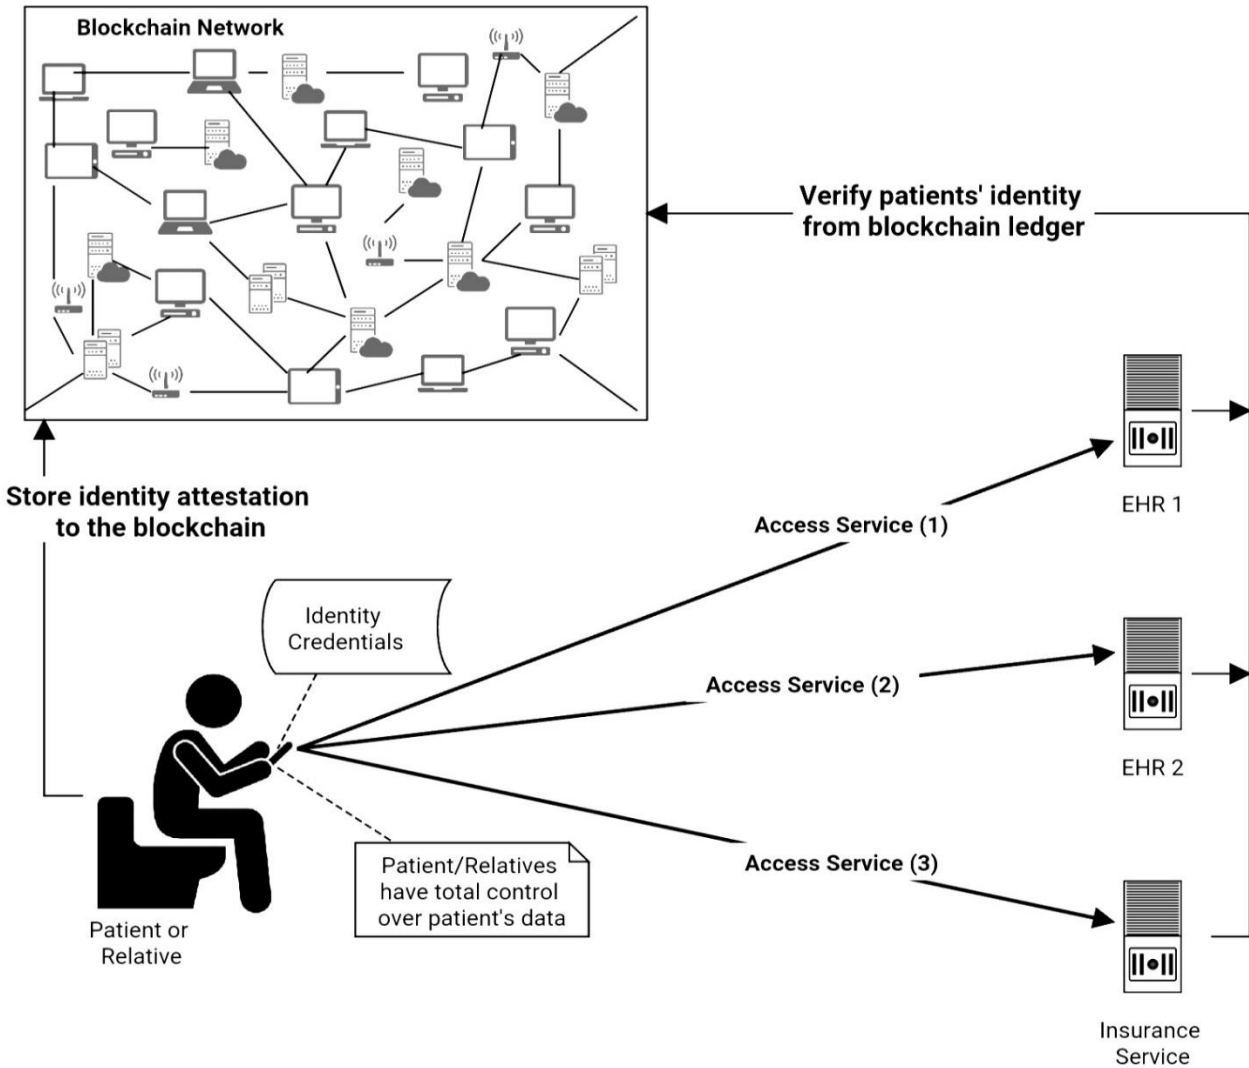 Blockchain Network
Verify patients' identity
from blockchain ledger
Store identity attestation
to the blockchain
EHR 1
Access Service (1)
Identity
Credentials
Access Service (2)
EHR 2
Patient/Relatives
have total control
over patient's data
Access Service (3)
Patient or
Relative
Insurance
Service